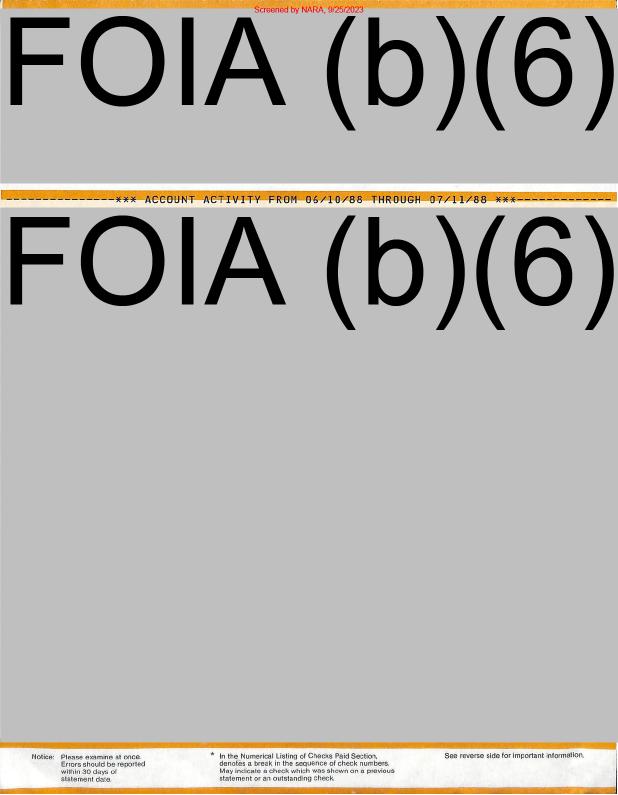 Screened by NARA, 9/25/2023
FOIA (b)(6)
-------------------*** ACCOUNT ACTIVITY FROM 06/10/88 THROUGH 07/11/88 ***----------------
FOIA (b)(6)
Notice: Please examine at once.
Errors should be reported
within 30 days of
statement date.
* In the Numerical Listing of Checks Paid Section,
denotes a break in the sequence of check numbers.
May indicate a check which was shown on a previous
statement or an outstanding check.
See reverse side for important information.